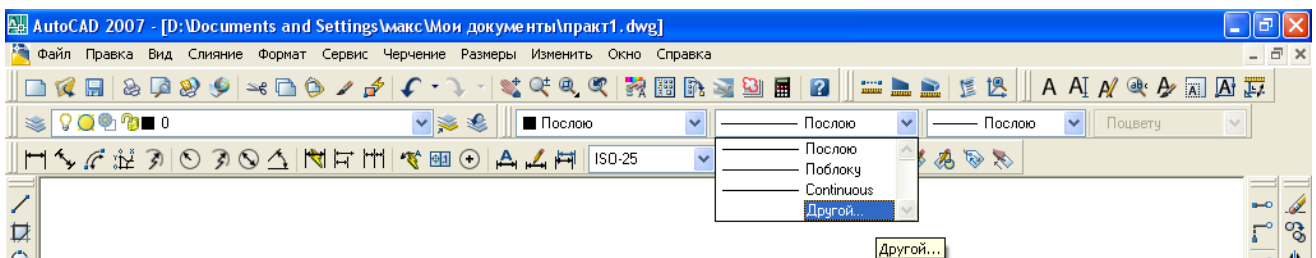 AutoCAD 2007 - [D:\Documents and Settings\макс\Мои документы\практ1.dwg]
Файл Правка Вид Слияние Формат Сервис Черчение Размеры Изменить Окно Справка
0 Послою Послою Послою Поцвету
ISO-25
Послою
Поблоку
Continuous
Другой...
Другой...